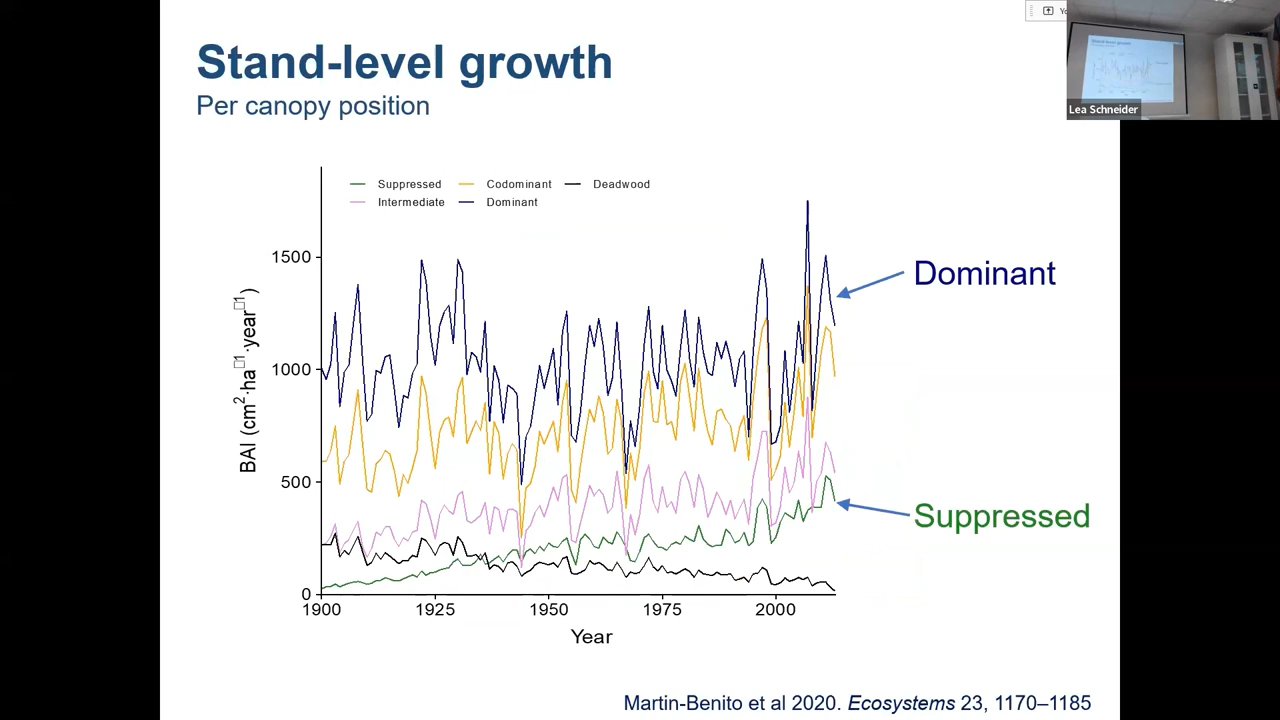 Stand-level growth
Per canopy position
Lea Schneider
Suppressed Codominant Deadwood
Intermediate Dominant
1500
1000
500
0
BAI (cm²·ha□1·year□1)
1900 1925 1950 1975 2000
Year
Dominant
Suppressed
Martin-Benito et al 2020. Ecosystems 23, 1170–1185